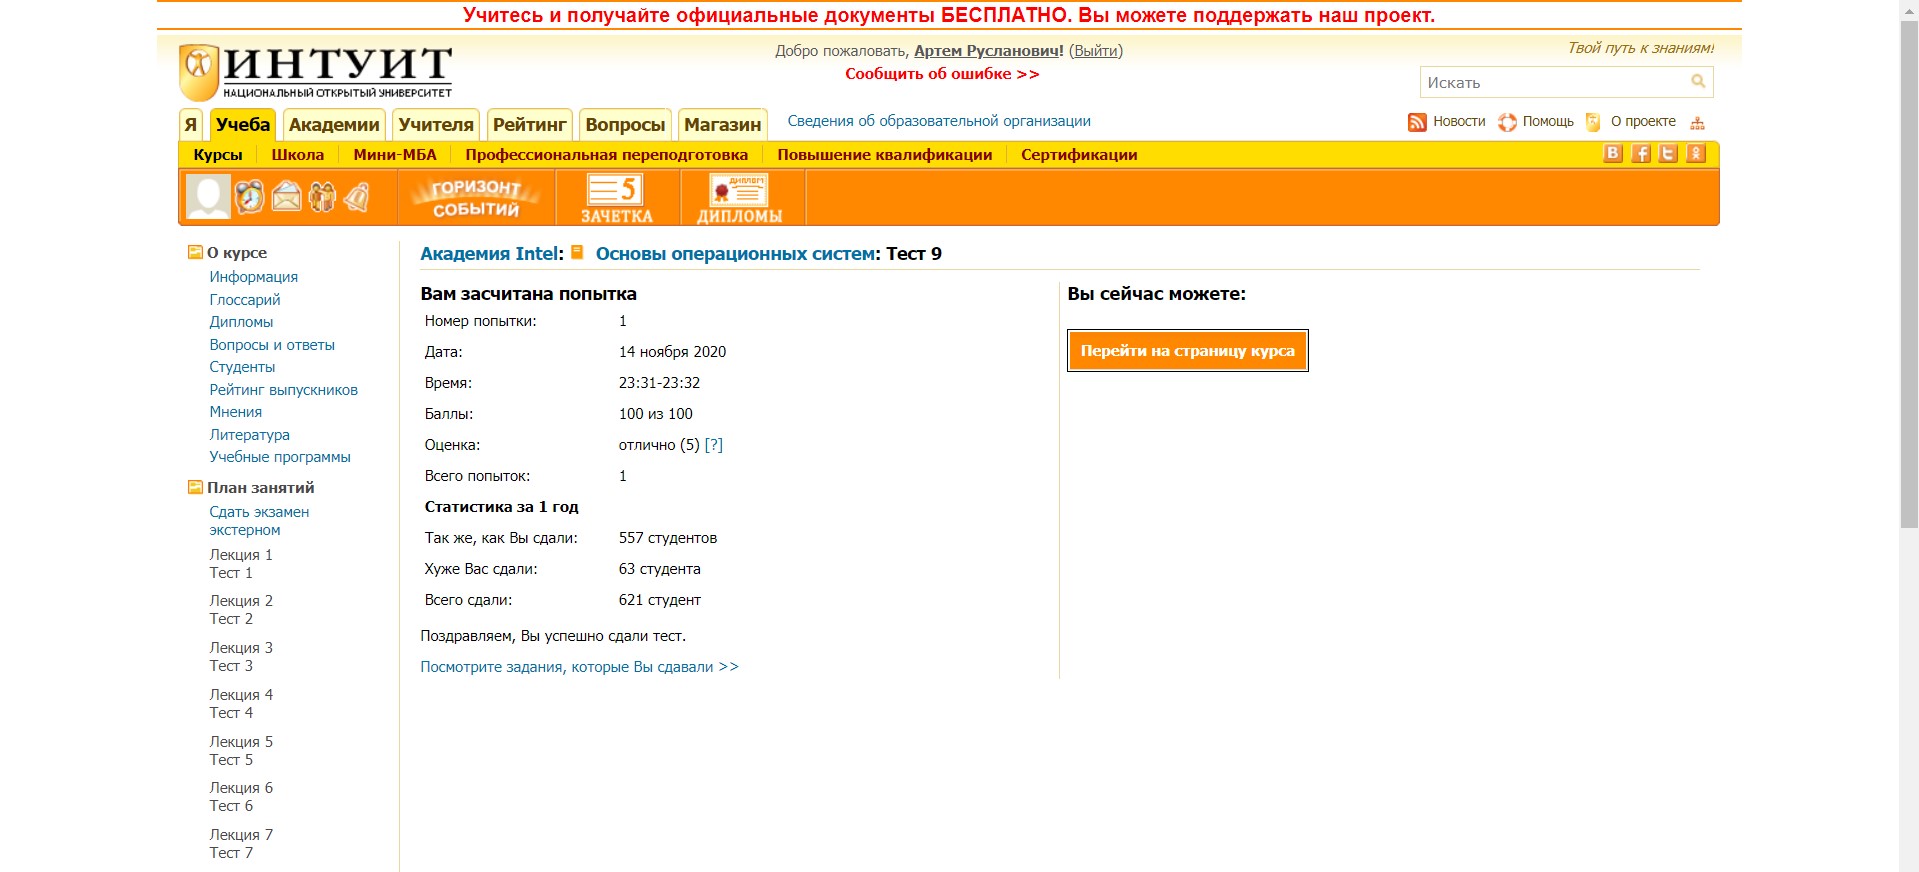 Учитесь и получайте официальные документы БЕСПЛАТНО. Вы можете поддержать наш проект.
ИНТУИТ
НАЦИОНАЛЬНЫЙ ОТКРЫТЫЙ УНИВЕРСИТЕТ
Добро пожаловать, Артем Русланович! (Выйти)
Сообщить об ошибке >>
Твой путь к знаниям!
Искать
Я Учеба Академии Учителя Рейтинг Вопросы Магазин Сведения об образовательной организации
Новости Помощь О проекте
Курсы Школа Мини-МБА Профессиональная переподготовка Повышение квалификации Сертификации
ГОРИЗОНТ СОБЫТИЙ
5 ЗАЧЕТКА
ДИПЛОМ ДИПЛОМЫ
О курсе
Информация
Глоссарий
Дипломы
Вопросы и ответы
Студенты
Рейтинг выпускников
Мнения
Литература
Учебные программы
План занятий
Сдать экзамен
экстерном
Лекция 1
Тест 1
Лекция 2
Тест 2
Лекция 3
Тест 3
Лекция 4
Тест 4
Лекция 5
Тест 5
Лекция 6
Тест 6
Лекция 7
Тест 7
Академия Intel: Основы операционных систем: Тест 9
Вам засчитана попытка
Номер попытки: 1
Дата: 14 ноября 2020
Время: 23:31-23:32
Баллы: 100 из 100
Оценка: отлично (5) [?]
Всего попыток: 1
Статистика за 1 год
Так же, как Вы сдали: 557 студентов
Хуже Вас сдали: 63 студента
Всего сдали: 621 студент
Поздравляем, Вы успешно сдали тест.
Посмотрите задания, которые Вы сдавали >>
Вы сейчас можете:
Перейти на страницу курса